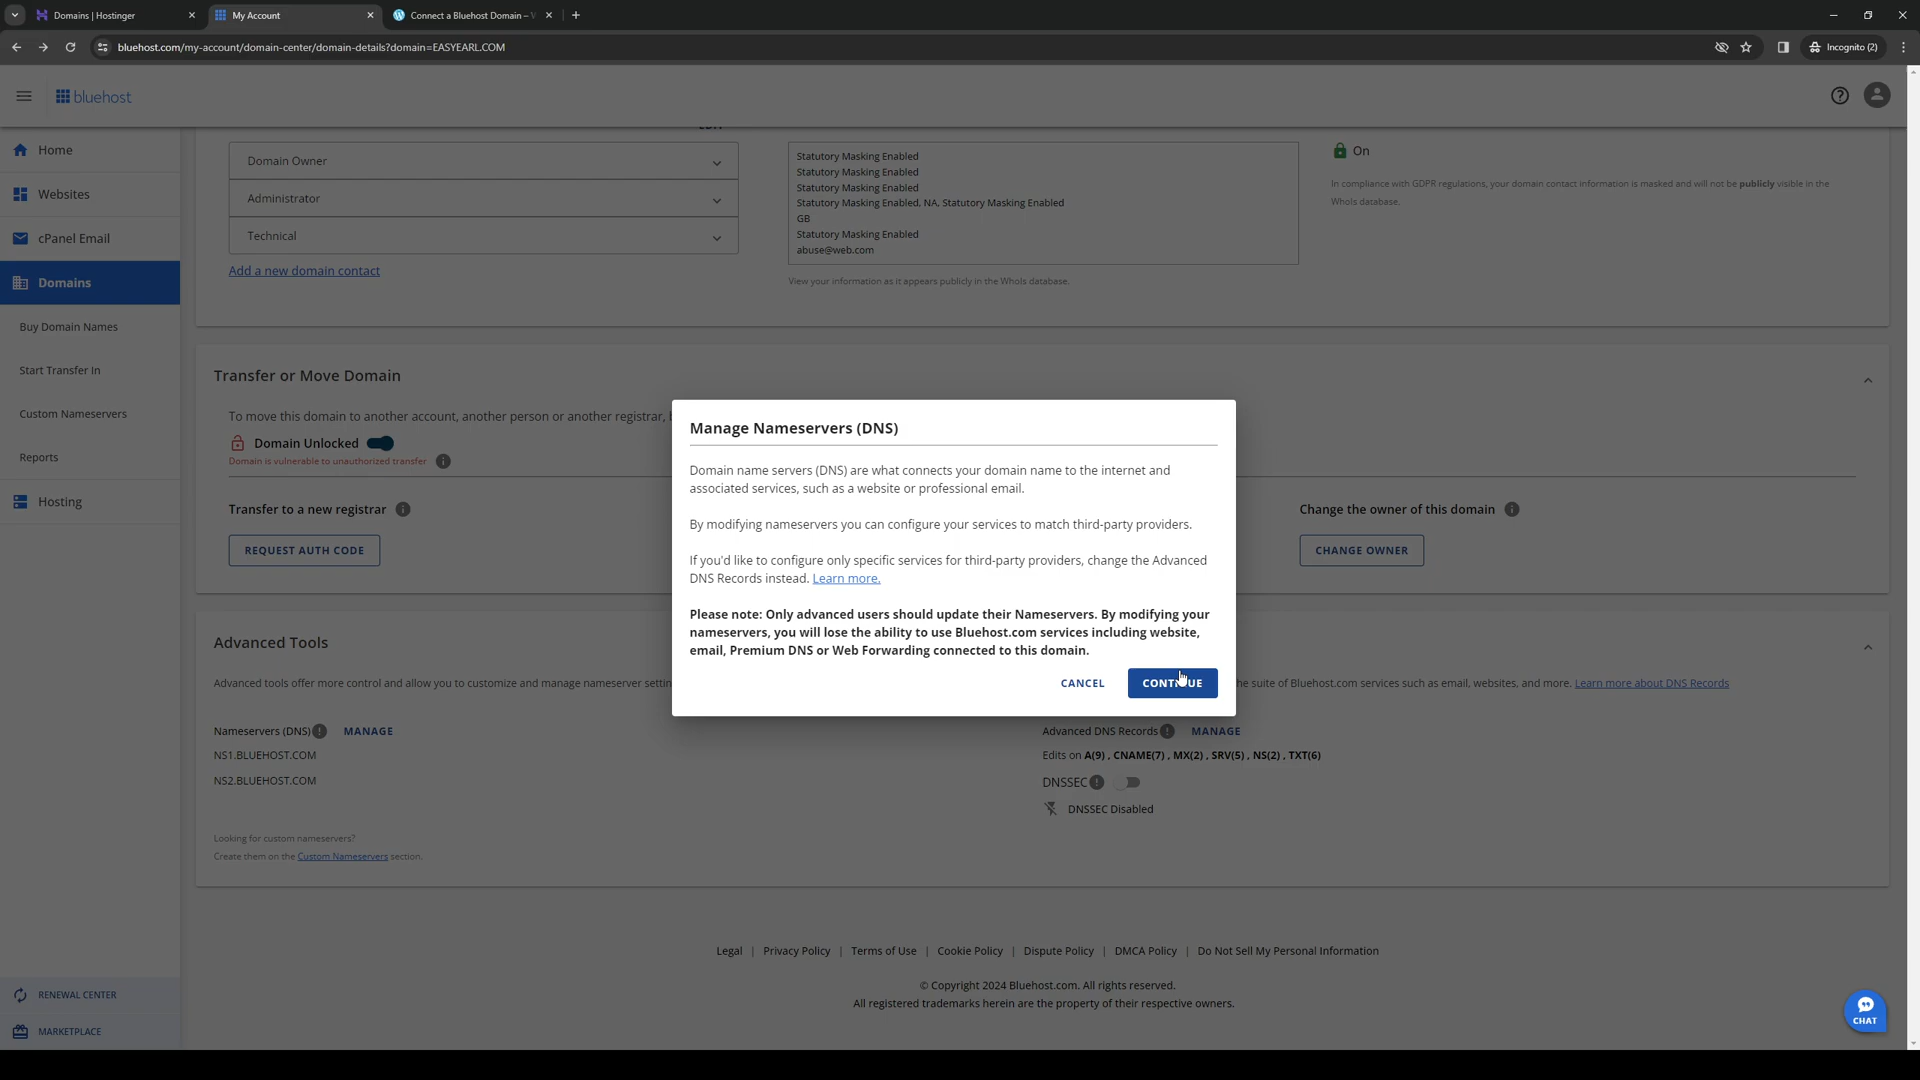 Domains | Hostinger
My Account
Connect a Bluehost Domain –
bluehost.com/my-account/domain-center/domain-details?domain=EASYEARL.COM
Incognito (2)
bluehost
Home
Websites
cPanel Email
Domains
Buy Domain Names
Start Transfer In
Custom Nameservers
Reports
Hosting
RENEWAL CENTER
MARKETPLACE
EDIT
Domain Owner
Administrator
Technical
Add a new domain contact
Statutory Masking Enabled
Statutory Masking Enabled
Statutory Masking Enabled
Statutory Masking Enabled, NA, Statutory Masking Enabled
GB
Statutory Masking Enabled
abuse@web.com
View your information as it appears publicly in the WhoIs database.
On
In compliance with GDPR regulations, your domain contact information is masked and will not be publicly visible in the
WhoIs database.
Transfer or Move Domain
To move this domain to another account, another person or another registrar,
Domain Unlocked
Domain is vulnerable to unauthorized transfer
Transfer to a new registrar
REQUEST AUTH CODE
Change the owner of this domain
CHANGE OWNER
Manage Nameservers (DNS)
Domain name servers (DNS) are what connects your domain name to the internet and
associated services, such as a website or professional email.
By modifying nameservers you can configure your services to match third-party providers.
If you'd like to configure only specific services for third-party providers, change the Advanced
DNS Records instead. Learn more.
Please note: Only advanced users should update their Nameservers. By modifying your
nameservers, you will lose the ability to use Bluehost.com services including website,
email, Premium DNS or Web Forwarding connected to this domain.
CANCEL
CONTINUE
Advanced Tools
Advanced tools offer more control and allow you to customize and manage nameserver
he suite of Bluehost.com services such as email, websites, and more. Learn more about DNS Records
Nameservers (DNS) MANAGE
NS1.BLUEHOST.COM
NS2.BLUEHOST.COM
Looking for custom nameservers?
Create them on the Custom Nameservers section.
Advanced DNS Records MANAGE
Edits on A(9) , CNAME(7) , MX(2) , SRV(5) , NS(2) , TXT(6)
DNSSEC
DNSSEC Disabled
Legal | Privacy Policy | Terms of Use | Cookie Policy | Dispute Policy | DMCA Policy | Do Not Sell My Personal Information
© Copyright 2024 Bluehost.com. All rights reserved.
All registered trademarks herein are the property of their respective owners.
CHAT